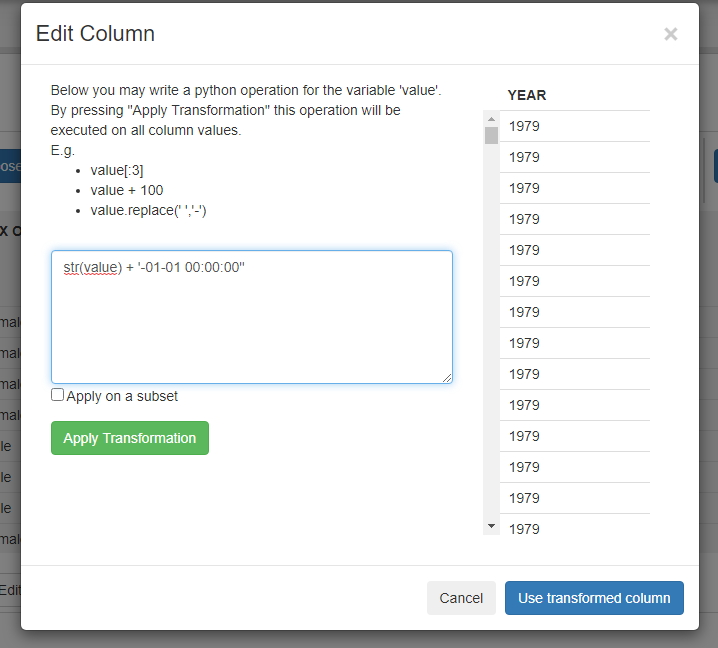 Edit Column
×
Below you may write a python operation for the variable 'value'.
By pressing "Apply Transformation" this operation will be
executed on all column values.
E.g.
• value[:3]
• value + 100
• value.replace(' ','-')
str(value) + '-01-01 00:00:00"
Apply on a subset
Apply Transformation
YEAR
1979
1979
1979
1979
1979
1979
1979
1979
1979
1979
1979
1979
1979
1979
Cancel
Use transformed column
Edit